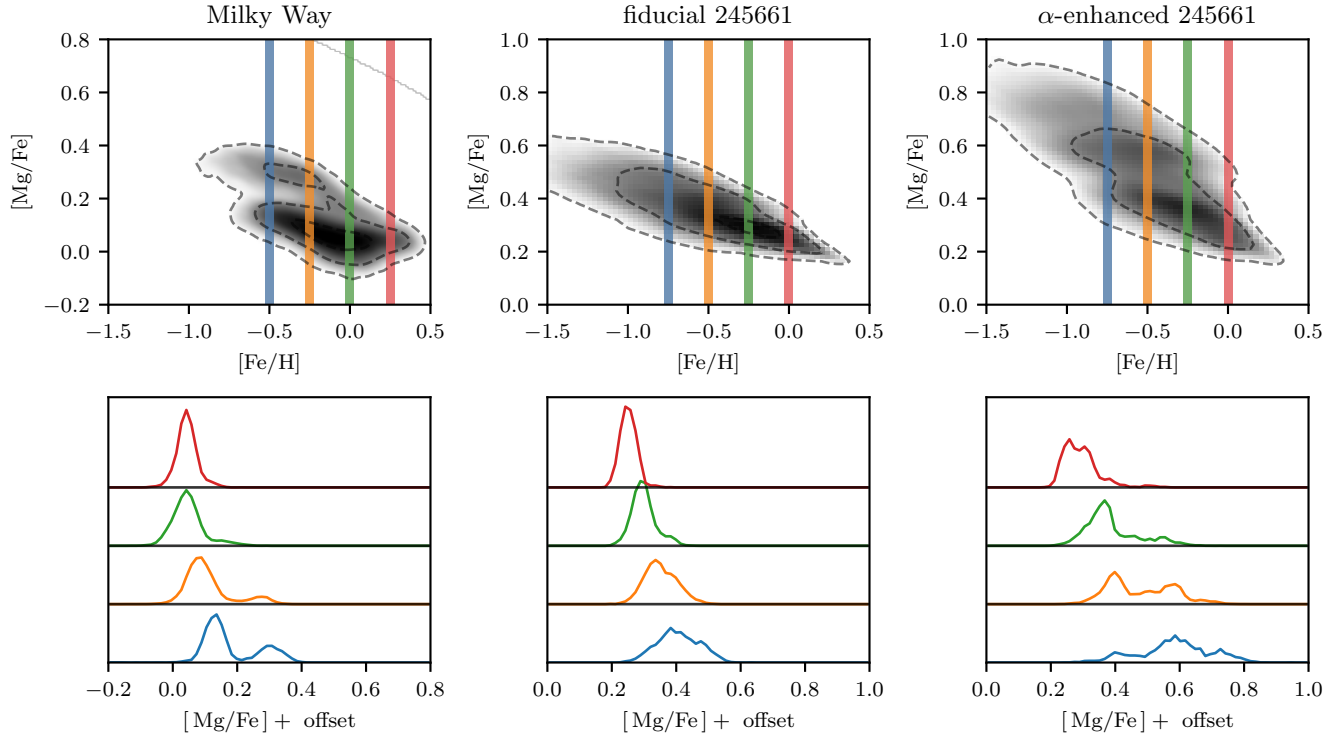 Milky Way
fiducial 245661
α-enhanced 245661
0.8
0.6
0.4
0.2
0.0
−0.2
[Mg/Fe]
−1.5 −1.0 −0.5 0.0 0.5
[Fe/H]
1.0
0.8
0.6
0.4
0.2
0.0
[Mg/Fe]
−1.5 −1.0 −0.5 0.0 0.5
[Fe/H]
1.0
0.8
0.6
0.4
0.2
0.0
[Mg/Fe]
−1.5 −1.0 −0.5 0.0 0.5
[Fe/H]
−0.2 0.0 0.2 0.4 0.6 0.8
[Mg/Fe] + offset
0.0 0.2 0.4 0.6 0.8 1.0
[Mg/Fe] + offset
0.0 0.2 0.4 0.6 0.8 1.0
[Mg/Fe] + offset